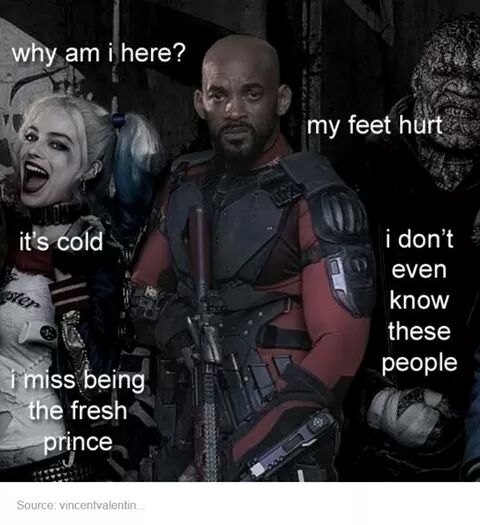 why am i here?
my feet hurt
it's cold
i don't
even
know
these
people
i miss being
the fresh
prince
Source: vincentvalentin...